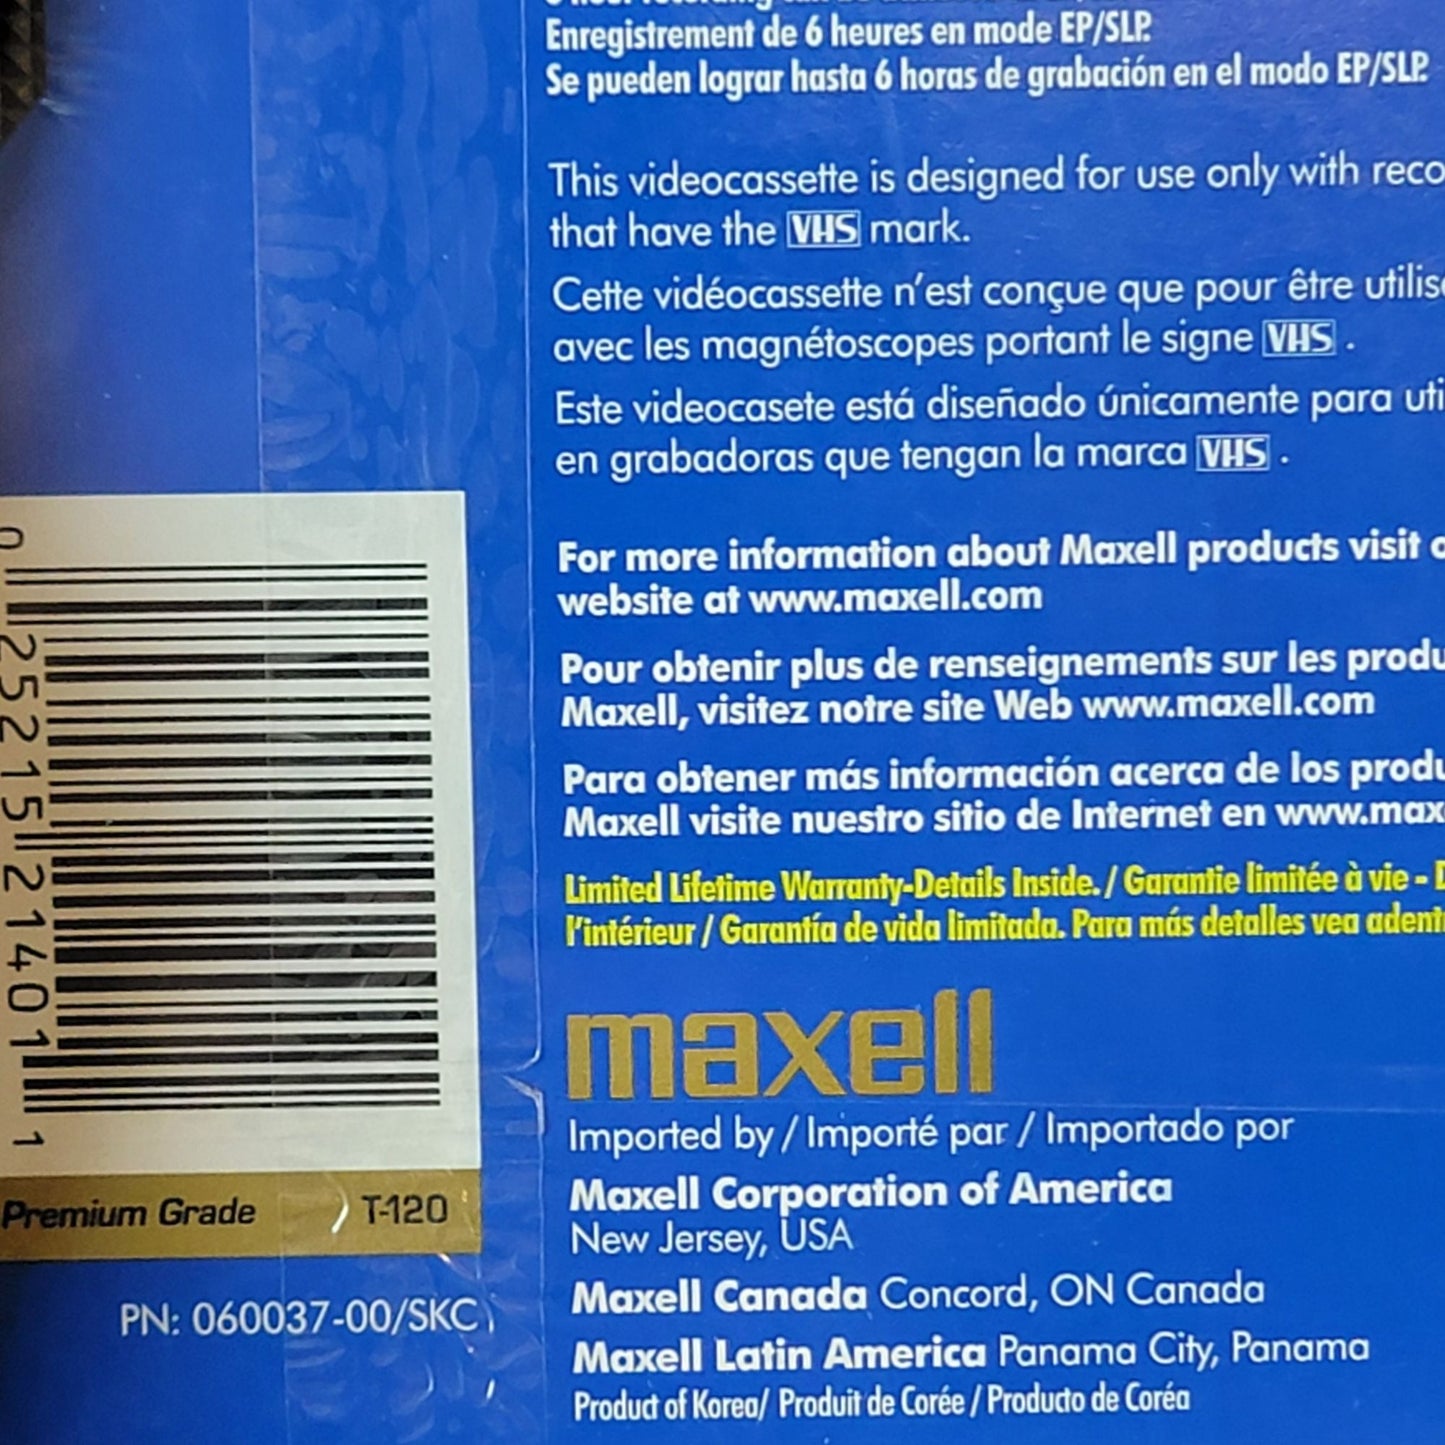 Enregistrement de 6 heures en mode EP/SLP.
Se pueden lograr hasta 6 horas de grabación en el modo EP/SLP.
This videocassette is designed for use only with
that have the VHS mark.
Cette vidéocassette n'est conçue que pour être
avec les magnétoscopes portant le signe VHS .
Este videocasete está diseñado únicamente para
en grabadoras que tengan la marca VHS .
For more information about Maxell products visit
website at www.maxell.com
Pour obtenir plus de renseignements sur les
Maxell, visitez notre site Web www.maxell.com
Para obtener más información acerca de los
Maxell visite nuestro sitio de Internet en
Limited Lifetime Warranty-Details Inside. / Garantie limitée à vie -
l'intérieur / Garantía de vida limitada. Para más detalles vea
maxell
Imported by / Importé par / Importado por
Maxell Corporation of America
New Jersey, USA
Maxell Canada Concord, ON Canada
Maxell Latin America Panama City, Panama
Product of Korea/ Produit de Corée / Producto de Coréa
0 25215 21401 1
Premium Grade T-120
PN: 060037-00/SKC